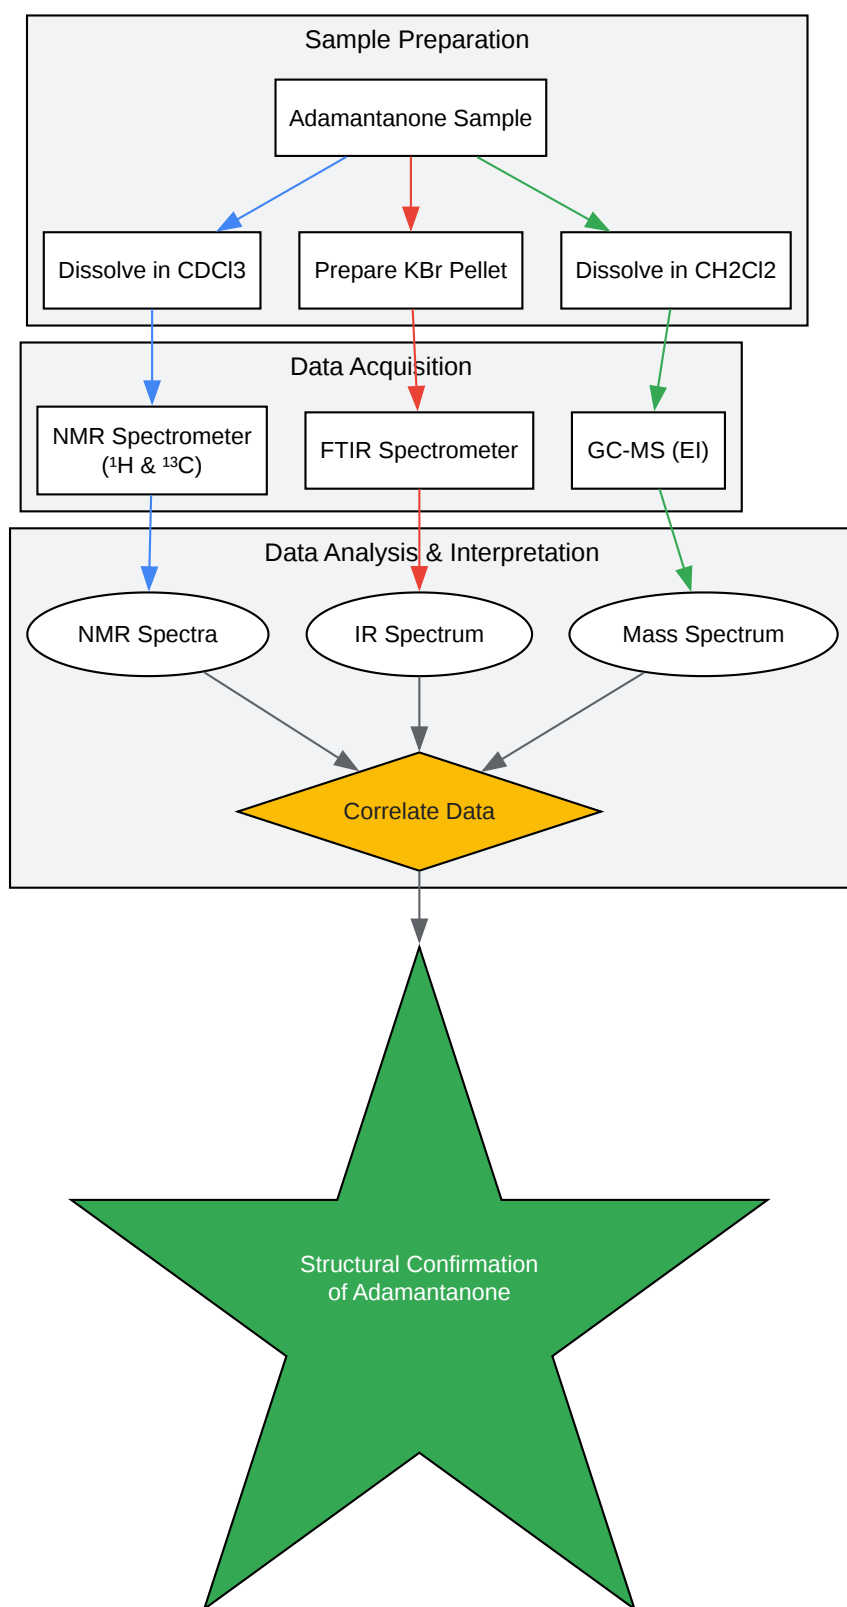 Sample Preparation
Adamantanone Sample
Dissolve in CDCl3
Prepare KBr Pellet
Dissolve in CH2Cl2
Data Acquisition
NMR Spectrometer
(¹H & ¹³C)
FTIR Spectrometer
GC-MS (EI)
Data Analysis & Interpretation
NMR Spectra
IR Spectrum
Mass Spectrum
Correlate Data
Structural Confirmation
of Adamantanone